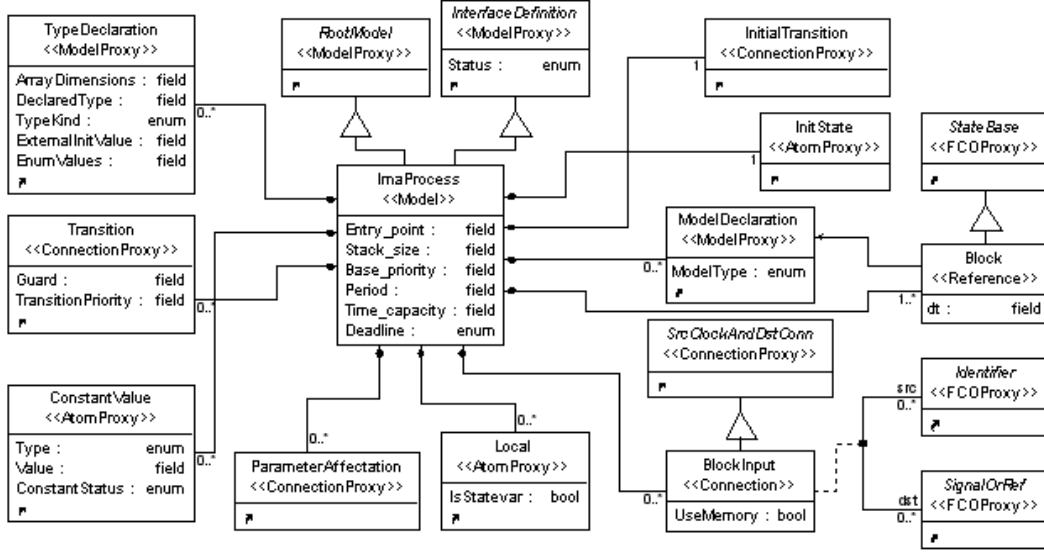 TypeDeclaration
<<ModelProxy>>
ArrayDimensions : field
DeclaredType : field
TypeKind : enum
ExternalInitValue : field
EnumValues : field
0..*
RootModel
<<ModelProxy>>
InterfaceDefinition
<<ModelProxy>>
Status : enum
InitialTransition
<<ConnectionProxy>>
1
InitState
<<AtomProxy>>
1
StateBase
<<FCOProxy>>
ImaProcess
<<Model>>
Entry_point : field
Stack_size : field
Base_priority : field
Period : field
Time_capacity : field
Deadline : enum
Transition
<<ConnectionProxy>>
Guard : field
TransitionPriority : field
0..*
ModelDeclaration
<<ModelProxy>>
ModelType : enum
0..*
Block
<<Reference>>
dt : field
1..*
SrcClockAndDstConn
<<ConnectionProxy>>
Identifier
<<FCOProxy>>
src
0..*
ConstantValue
<<AtomProxy>>
Type : enum
Value : field
ConstantStatus : enum
0..*
ParameterAffectation
<<ConnectionProxy>>
0..*
Local
<<AtomProxy>>
IsStatevar : bool
0..*
BlockInput
<<Connection>>
UseMemory : bool
0..*
SignalOrRef
<<FCOProxy>>
dst
0..*